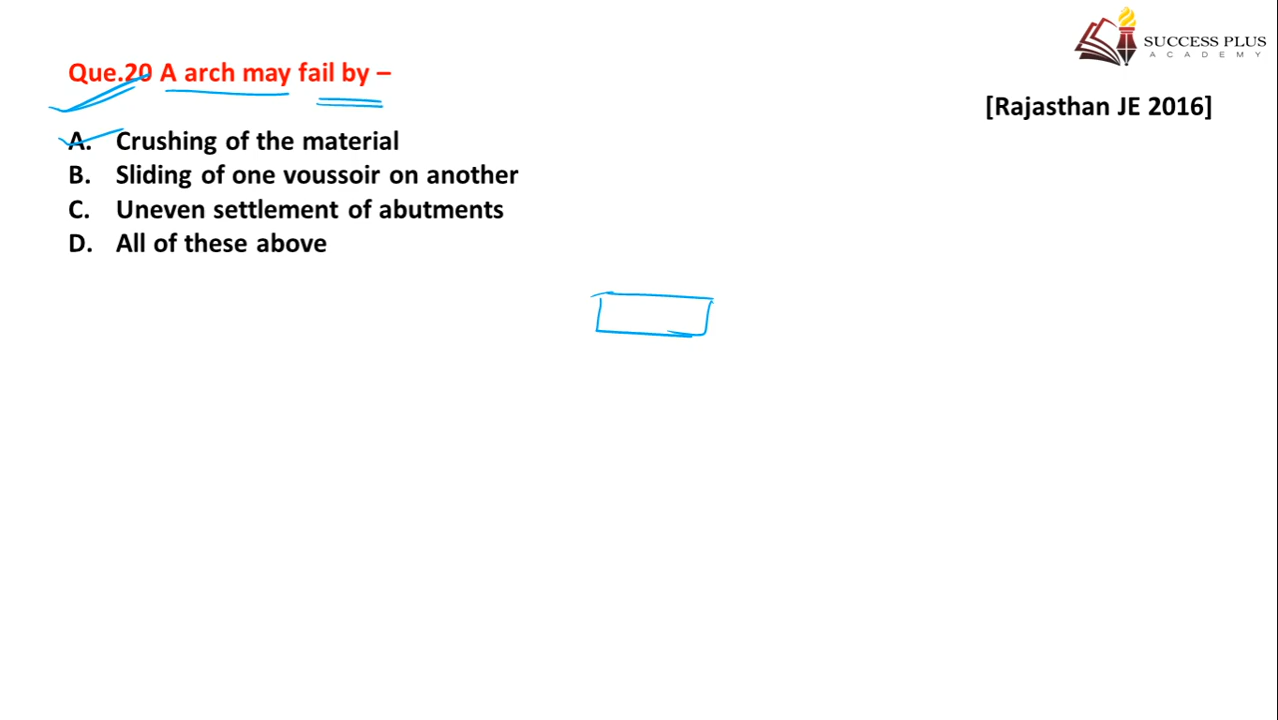 SUCCESS PLUS
ACADEMY
Que.20 A arch may fail by –
[Rajasthan JE 2016]
A. Crushing of the material
B. Sliding of one voussoir on another
C. Uneven settlement of abutments
D. All of these above